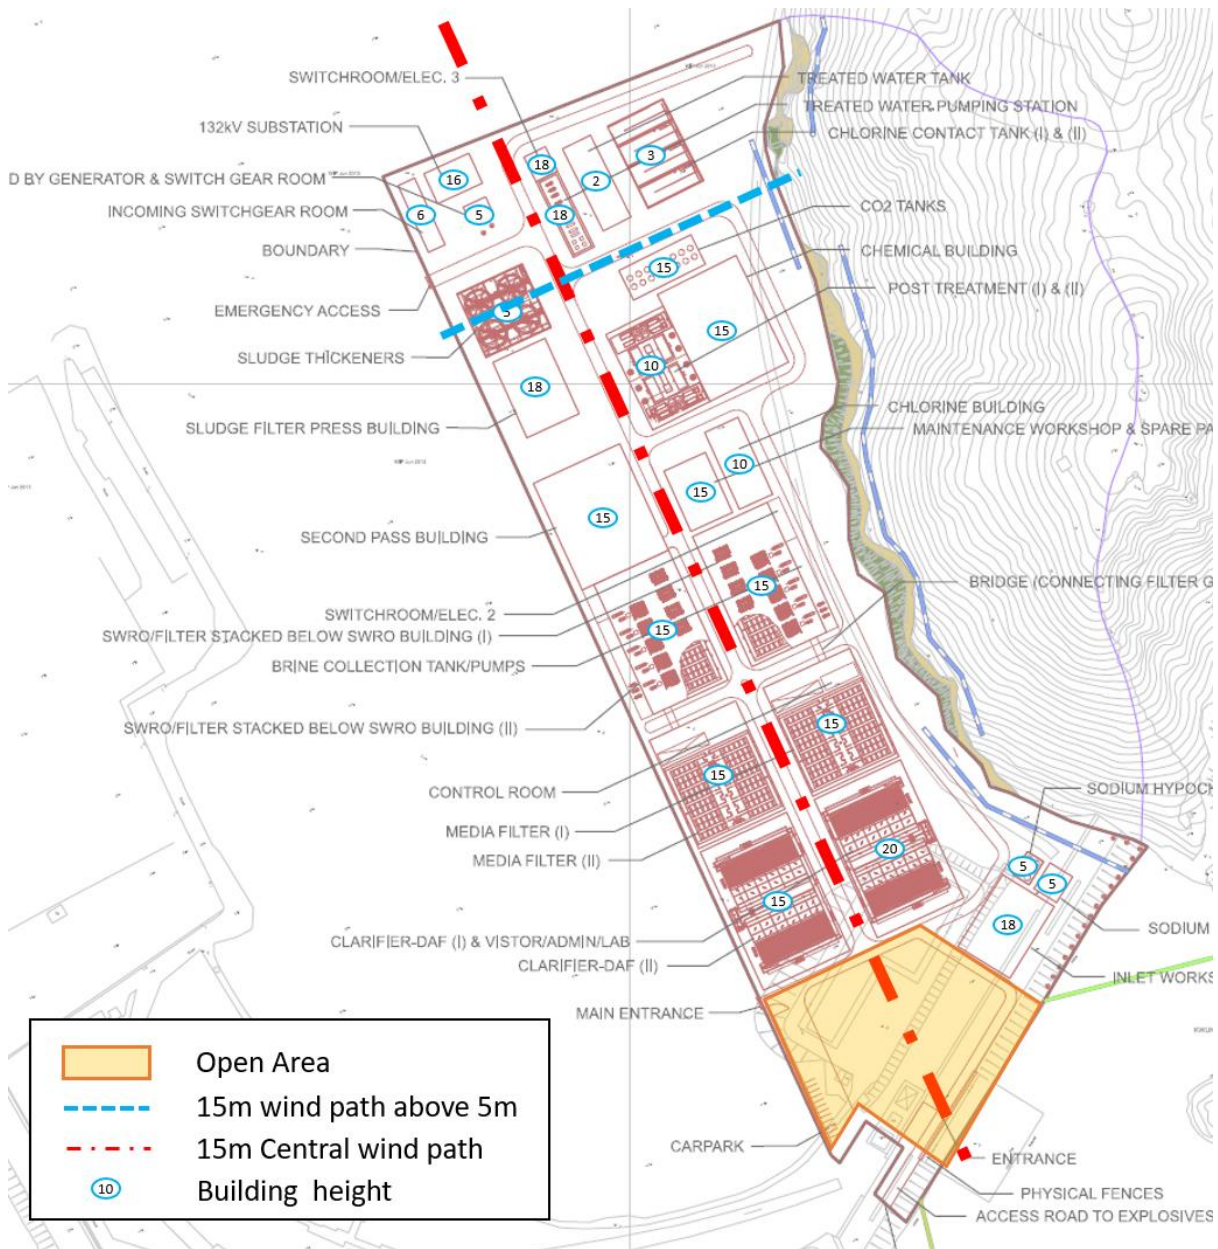 SWITCHROOM/ELEC. 3
132kV SUBSTATION
D BY GENERATOR & SWITCH GEAR ROOM
INCOMING SWITCHGEAR ROOM
BOUNDARY
EMERGENCY ACCESS
SLUDGE THICKENERS
SLUDGE FILTER PRESS BUILDING
SECOND PASS BUILDING
SWITCHROOM/ELEC. 2
SWRO/FILTER STACKED BELOW SWRO BUILDING (I)
BRINE COLLECTION TANK/PUMPS
SWRO/FILTER STACKED BELOW SWRO BUILDING (II)
CONTROL ROOM
MEDIA FILTER (I)
MEDIA FILTER (II)
CLARIFIER-DAF (I) & VISTOR/ADMIN/LAB
CLARIFIER-DAF (II)
MAIN ENTRANCE
CARPARK
TREATED WATER TANK
TREATED WATER PUMPING STATION
CHLORINE CONTACT TANK (I) & (II)
CO2 TANKS
CHEMICAL BUILDING
POST TREATMENT (I) & (II)
CHLORINE BUILDING
MAINTENANCE WORKSHOP & SPARE PA
BRIDGE (CONNECTING FILTER G
SODIUM HYPOCH
SODIUM
INLET WORKS
ENTRANCE
PHYSICAL FENCES
ACCESS ROAD TO EXPLOSIVES
18
3
16
2
6
5
18
15
5
15
10
18
10
15
15
15
15
15
15
20
15
5
5
18
Open Area
15m wind path above 5m
15m Central wind path
10
Building height